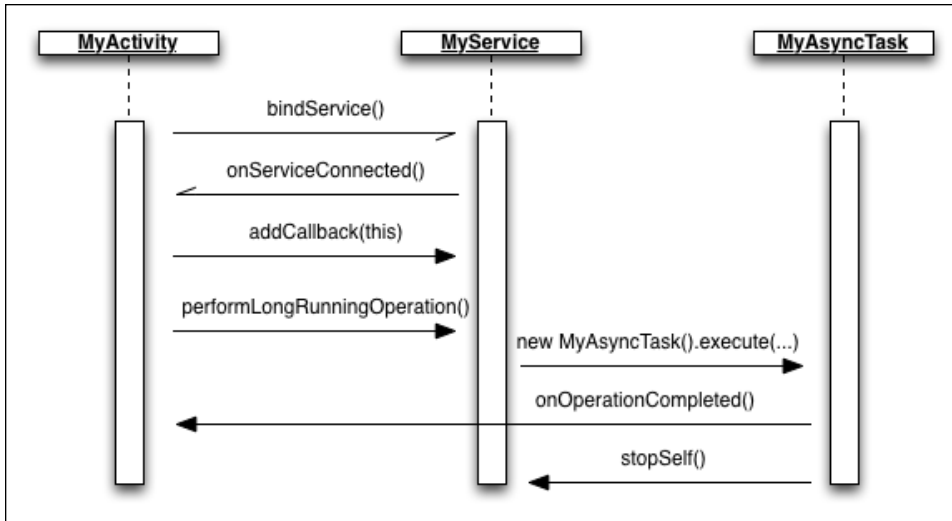 MyActivity
MyService
MyAsyncTask
bindService()
onServiceConnected()
addCallback(this)
performLongRunningOperation()
new MyAsyncTask().execute(...)
onOperationCompleted()
stopSelf()